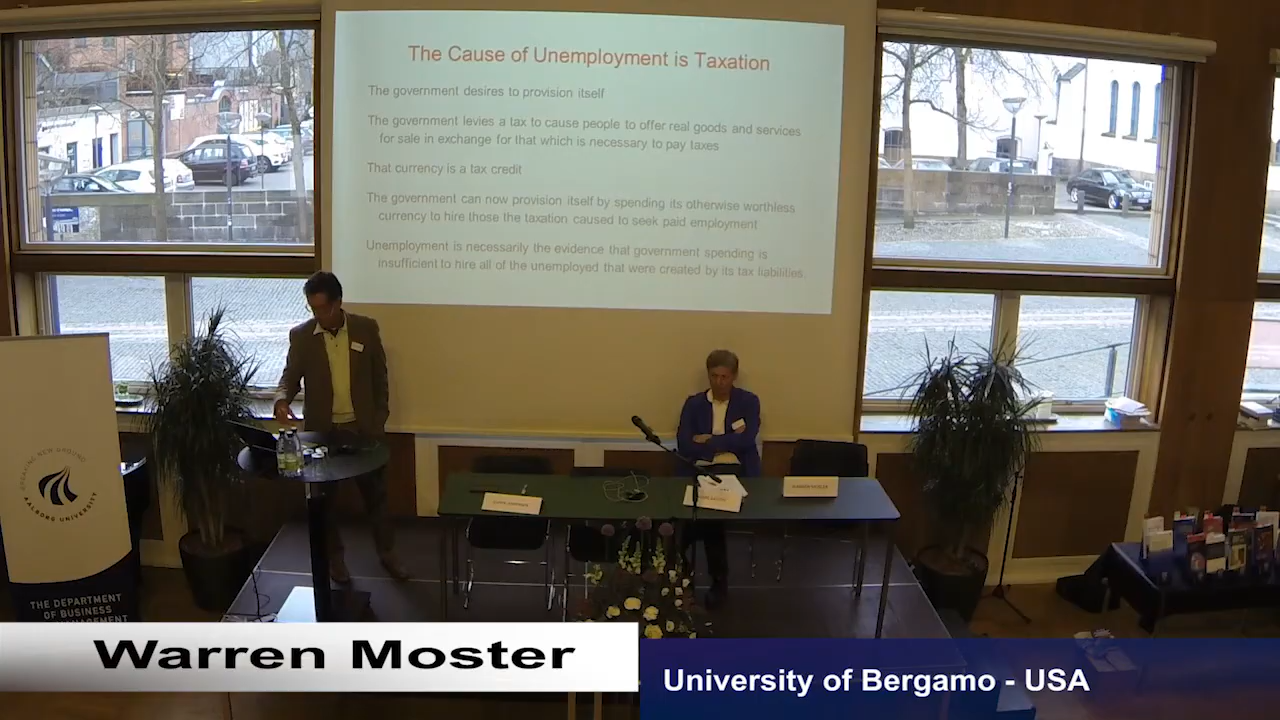 The Cause of Unemployment is Taxation
The government desires to provision itself
The government levies a tax to cause people to offer real goods and services
for sale in exchange for that which is necessary to pay taxes
That currency is a tax credit
The government can now provision itself by spending its otherwise worthless
currency to hire those the taxation caused to seek paid employment
Unemployment is necessarily the evidence that government spending is
insufficient to hire all of the unemployed that were created by its tax liabilities.
BREAKING NEW GROUND
AALBORG UNIVERSITY
THE DEPARTMENT
OF BUSINESS
Warren Moster
University of Bergamo - USA